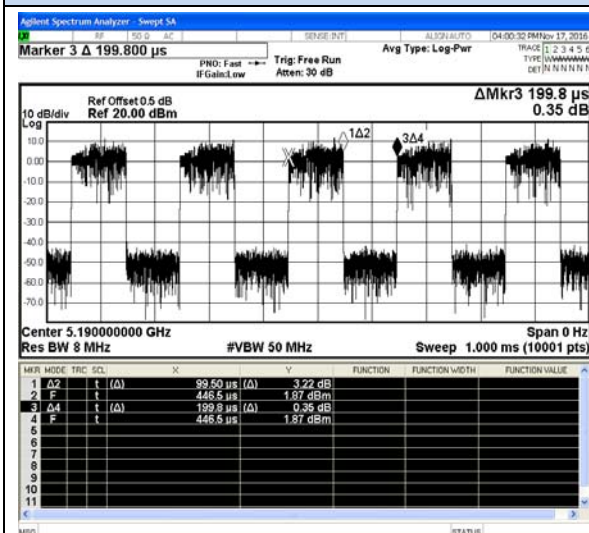 Agilent Spectrum Analyzer - Swept SA
RF 50 Ω AC SENSE:INT ALIGN AUTO 04:00:32 PM Nov 17, 2016
Marker 3 Δ 199.800 µs
PNO: Fast Trig: Free Run Avg Type: Log-Pwr TRACE 1 2 3 4 5 6
IFGain:Low Atten: 30 dB TYPE
DET N N N N N N
ΔMkr3 199.8 µs
0.35 dB
Ref Offset 0.5 dB
10 dB/div Ref 20.00 dBm
Log
1Δ2
3Δ4
10.0
0.00
-10.0
-20.0
-30.0
-40.0
-50.0
-60.0
-70.0
Center 5.190000000 GHz Span 0 Hz
Res BW 8 MHz #VBW 50 MHz Sweep 1.000 ms (10001 pts)
MKR MODE TRC SCL X Y FUNCTION FUNCTION WIDTH FUNCTION VALUE
1 Δ2 t (Δ) 99.50 µs (Δ) 3.22 dB
2 F t 446.5 µs 1.87 dBm
3 Δ4 t (Δ) 199.8 µs (Δ) 0.35 dB
4 F t 446.5 µs 1.87 dBm
5
6
7
8
9
10
11
MSG STATUS